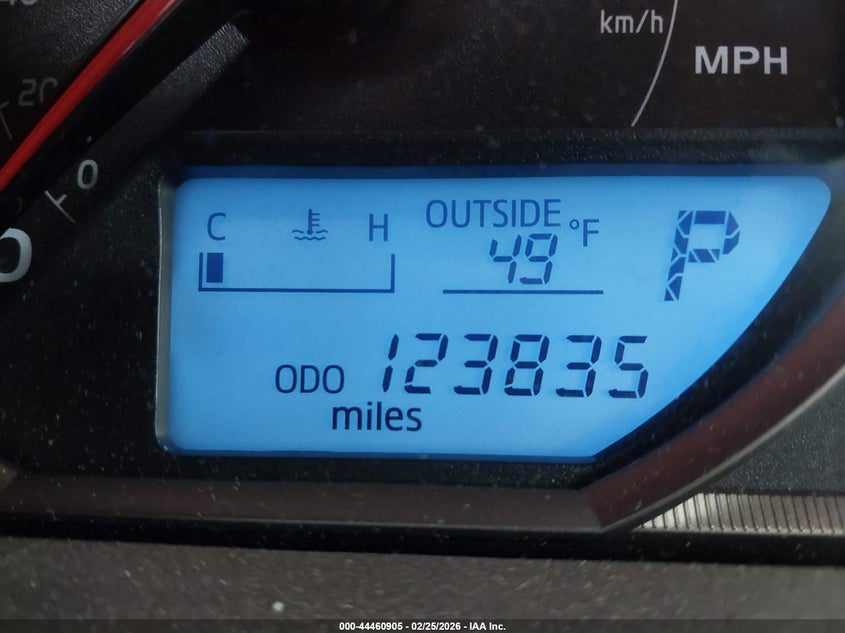 km/h
MPH
20
0
C H
OUTSIDE
49 °F
P
ODO 123835
miles
000-44460905 - 02/25/2026 - IAA Inc.